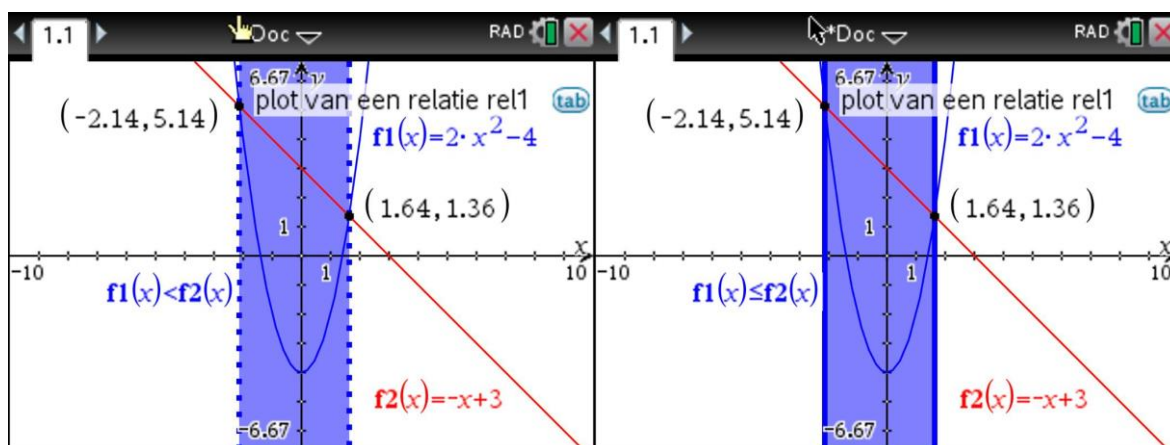 1.1 *Doc RAD
6.67 y
plot van een relatie rel1 tab
(-2.14,5.14)
f1(x)=2·x²-4
(1.64,1.36)
1
x
-10 1 10
f1(x)<f2(x)
f2(x)=-x+3
-6.67
1.1 *Doc RAD
6.67 y
plot van een relatie rel1 tab
(-2.14,5.14)
f1(x)=2·x²-4
(1.64,1.36)
1
x
-10 1 10
f1(x)≤f2(x)
f2(x)=-x+3
-6.67